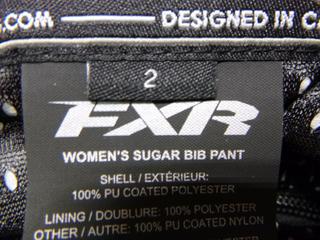 S.COM
DESIGNED IN CA
2
FXR
WOMEN'S SUGAR BIB PANT
SHELL / EXTÉRIEUR:
100% PU COATED POLYESTER
LINING / DOUBLURE: 100% POLYESTER
OTHER / AUTRE: 100% PU COATED NYLON